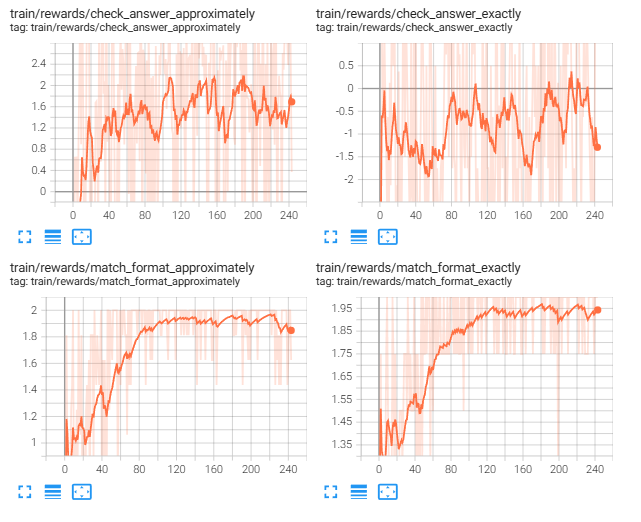 train/rewards/check_answer_approximately
tag: train/rewards/check_answer_approximately
2.4
2
1.6
1.2
0.8
0.4
0
0 40 80 120 160 200 240
train/rewards/check_answer_exactly
tag: train/rewards/check_answer_exactly
0.5
0
-0.5
-1
-1.5
-2
0 40 80 120 160 200 240
train/rewards/match_format_approximately
tag: train/rewards/match_format_approximately
2
1.8
1.6
1.4
1.2
1
0 40 80 120 160 200 240
train/rewards/match_format_exactly
tag: train/rewards/match_format_exactly
1.95
1.85
1.75
1.65
1.55
1.45
1.35
0 40 80 120 160 200 240